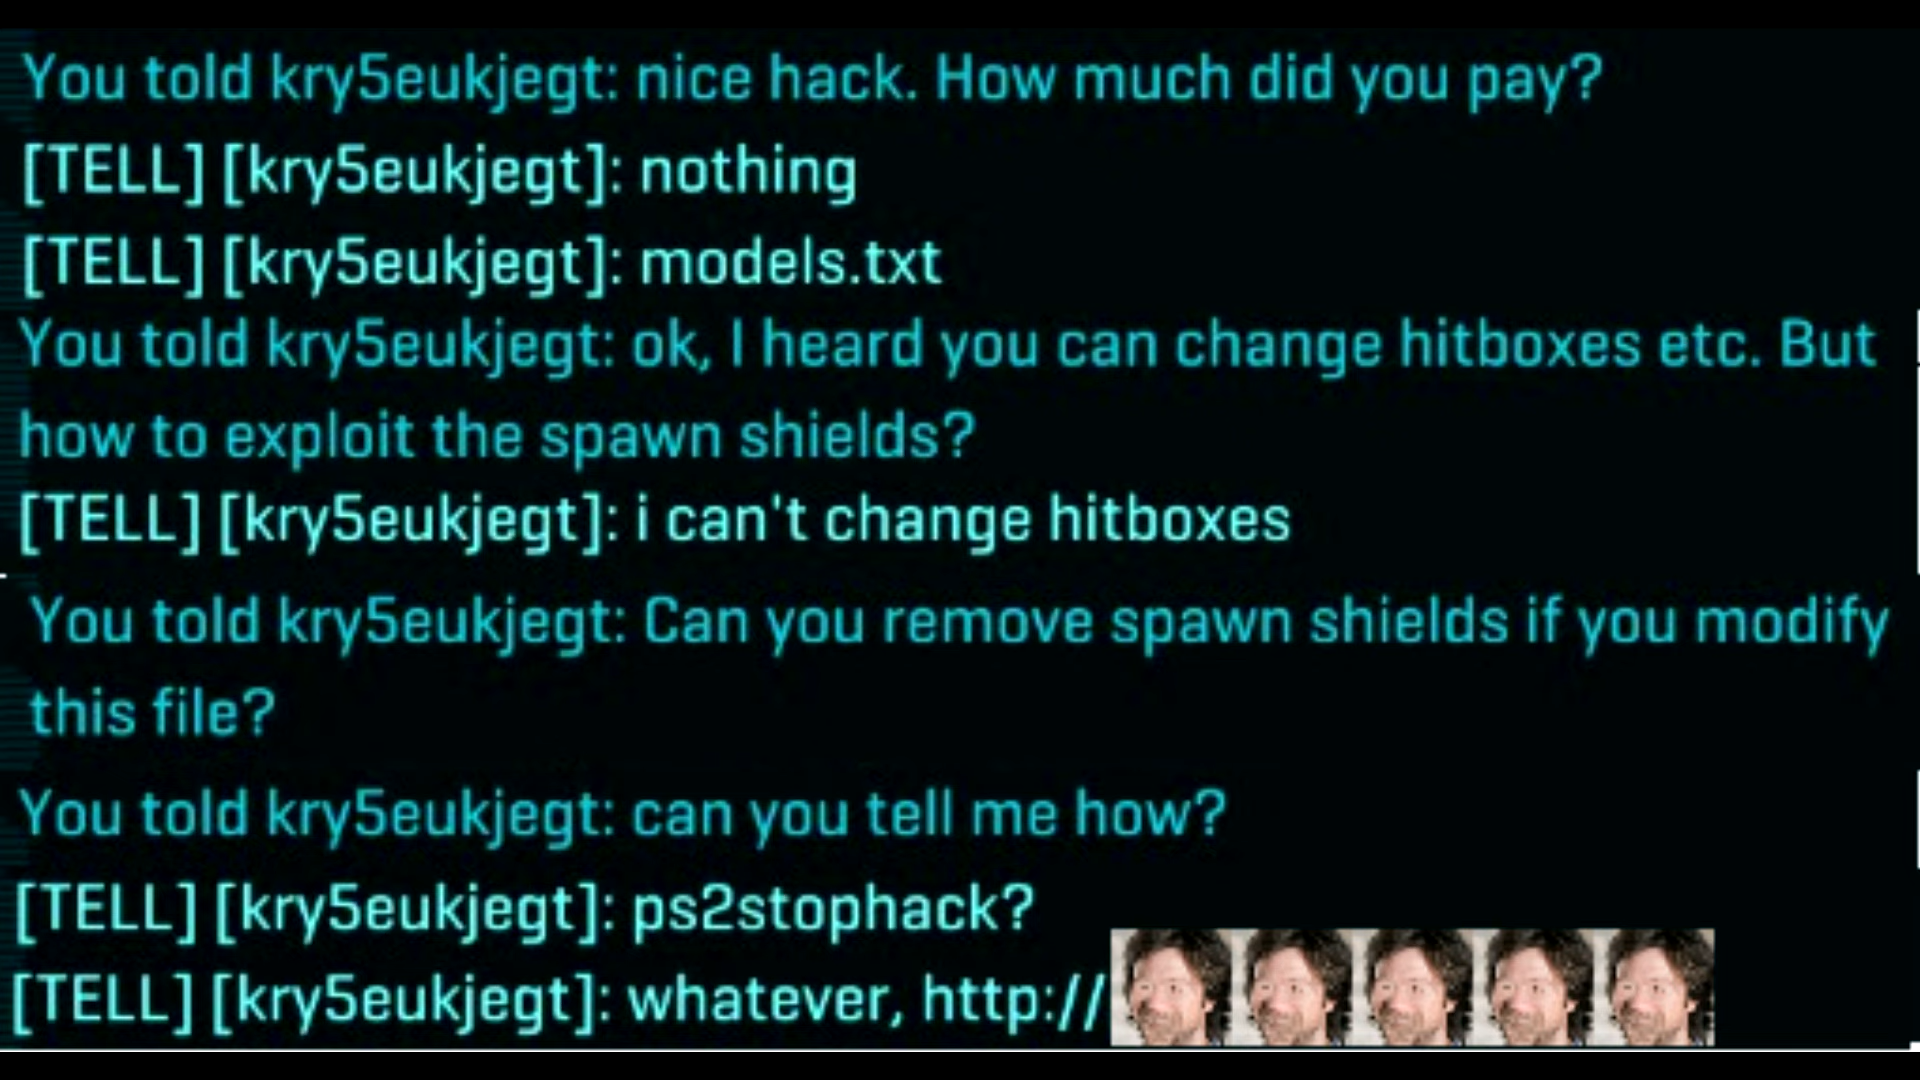 You told kry5eukjegt: nice hack. How much did you pay?
[TELL] [kry5eukjegt]: nothing
[TELL] [kry5eukjegt]: models.txt
You told kry5eukjegt: ok, I heard you can change hitboxes etc. But
how to exploit the spawn shields?
[TELL] [kry5eukjegt]: i can't change hitboxes
You told kry5eukjegt: Can you remove spawn shields if you modify
this file?
You told kry5eukjegt: can you tell me how?
[TELL] [kry5eukjegt]: ps2stophack?
[TELL] [kry5eukjegt]: whatever, http://